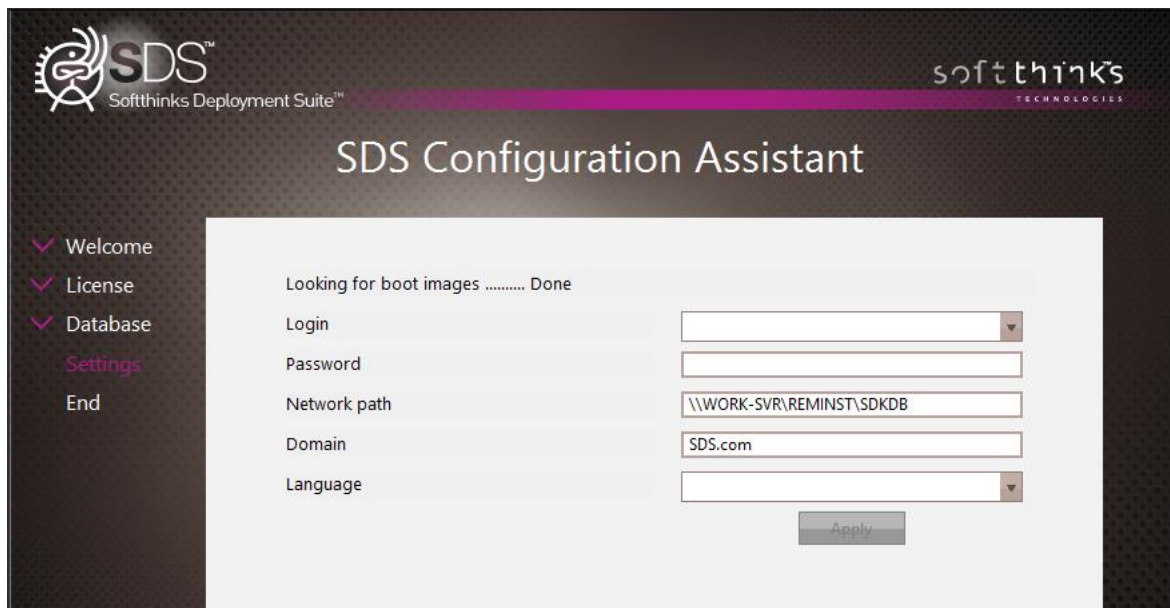 SDS™
Softthinks Deployment Suite™
softthinks
TECHNOLOGIES
SDS Configuration Assistant
Welcome
License
Database
Settings
End
Looking for boot images .......... Done
Login
Password
Network path \\WORK-SVR\REMINST\SDKDB
Domain SDS.com
Language
Apply